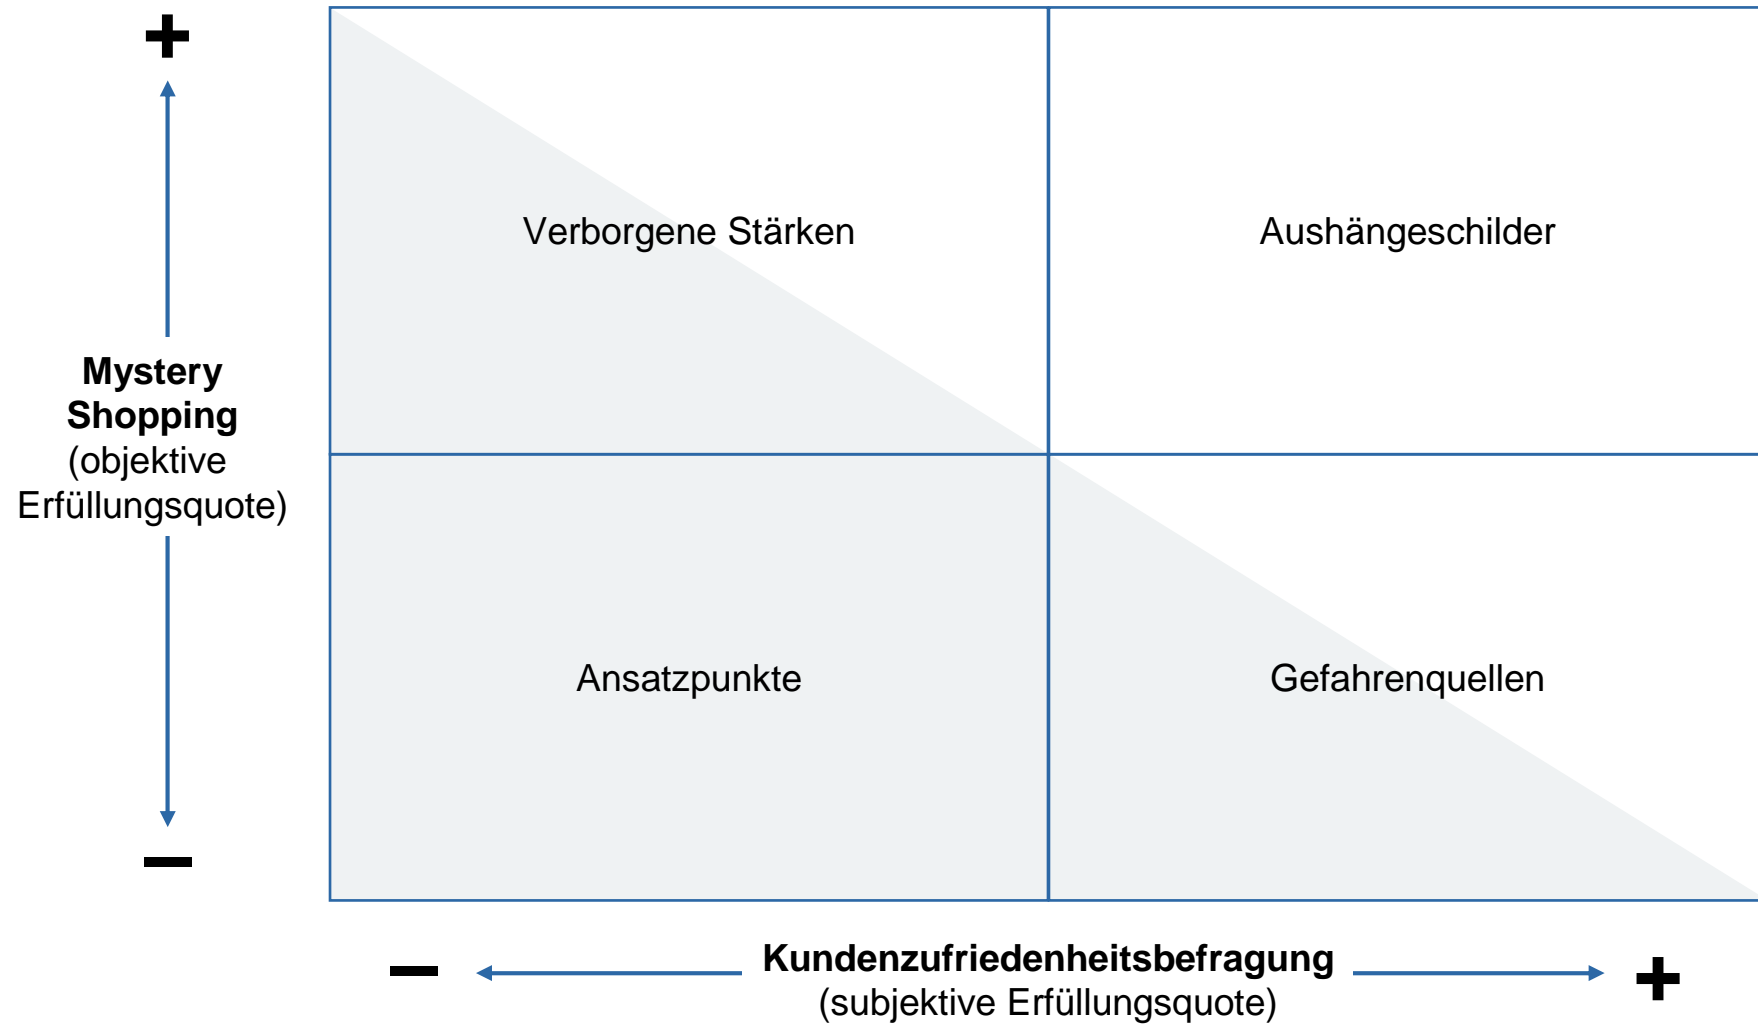 +
Verborgene Stärken
Aushängeschilder
Mystery
Shopping
(objektive
Erfüllungsquote)
Ansatzpunkte
Gefahrenquellen
–
– Kundenzufriedenheitsbefragung +
(subjektive Erfüllungsquote)